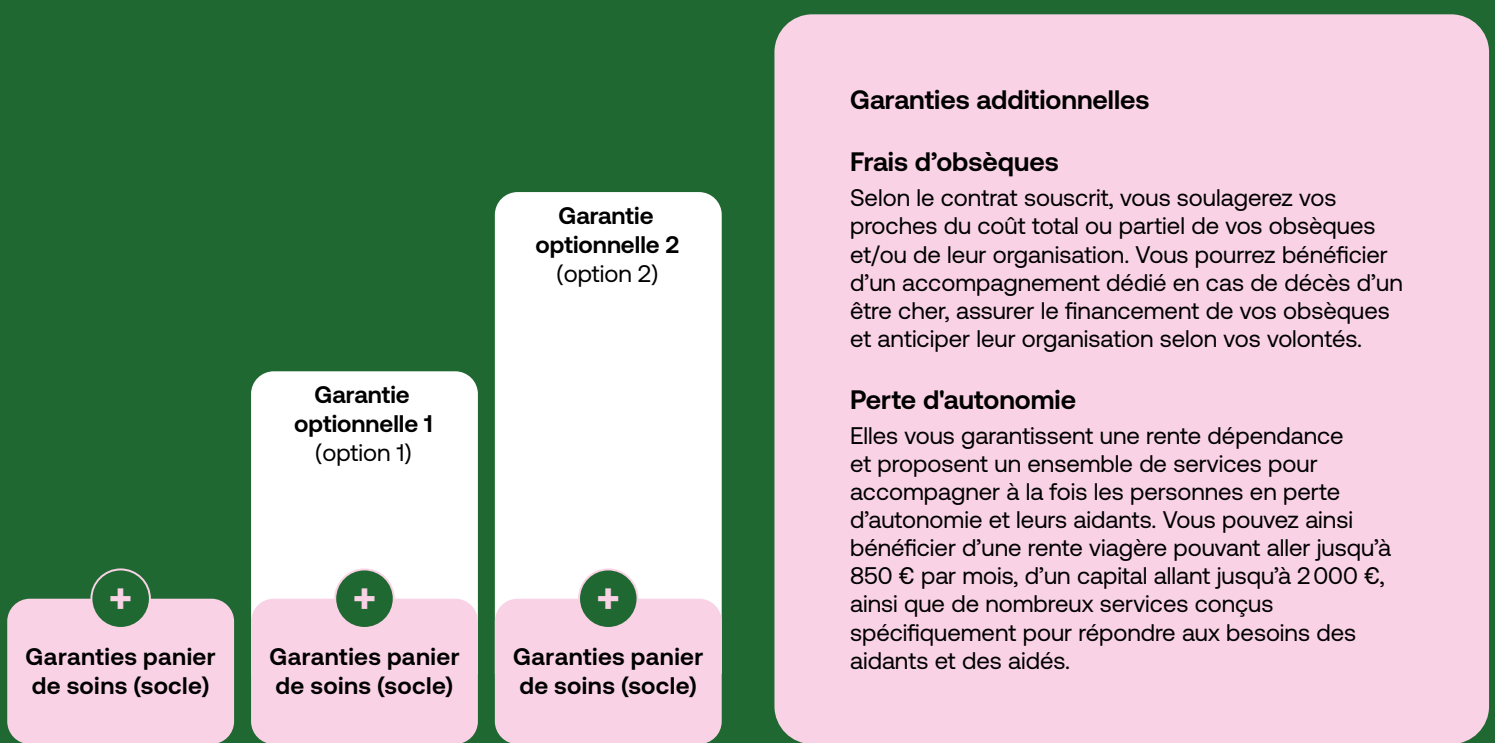 Garantie
optionnelle 2
(option 2)
Garantie
optionnelle 1
(option 1)
+
+
+
Garanties panier
de soins (socle)
Garanties panier
de soins (socle)
Garanties panier
de soins (socle)
Garanties additionnelles
Frais d’obsèques
Selon le contrat souscrit, vous soulagerez vos
proches du coût total ou partiel de vos obsèques
et/ou de leur organisation. Vous pourrez bénéficier
d’un accompagnement dédié en cas de décès d’un
être cher, assurer le financement de vos obsèques
et anticiper leur organisation selon vos volontés.
Perte d'autonomie
Elles vous garantissent une rente dépendance
et proposent un ensemble de services pour
accompagner à la fois les personnes en perte
d’autonomie et leurs aidants. Vous pouvez ainsi
bénéficier d’une rente viagère pouvant aller jusqu’à
850 € par mois, d’un capital allant jusqu’à 2 000 €,
ainsi que de nombreux services conçus
spécifiquement pour répondre aux besoins des
aidants et des aidés.